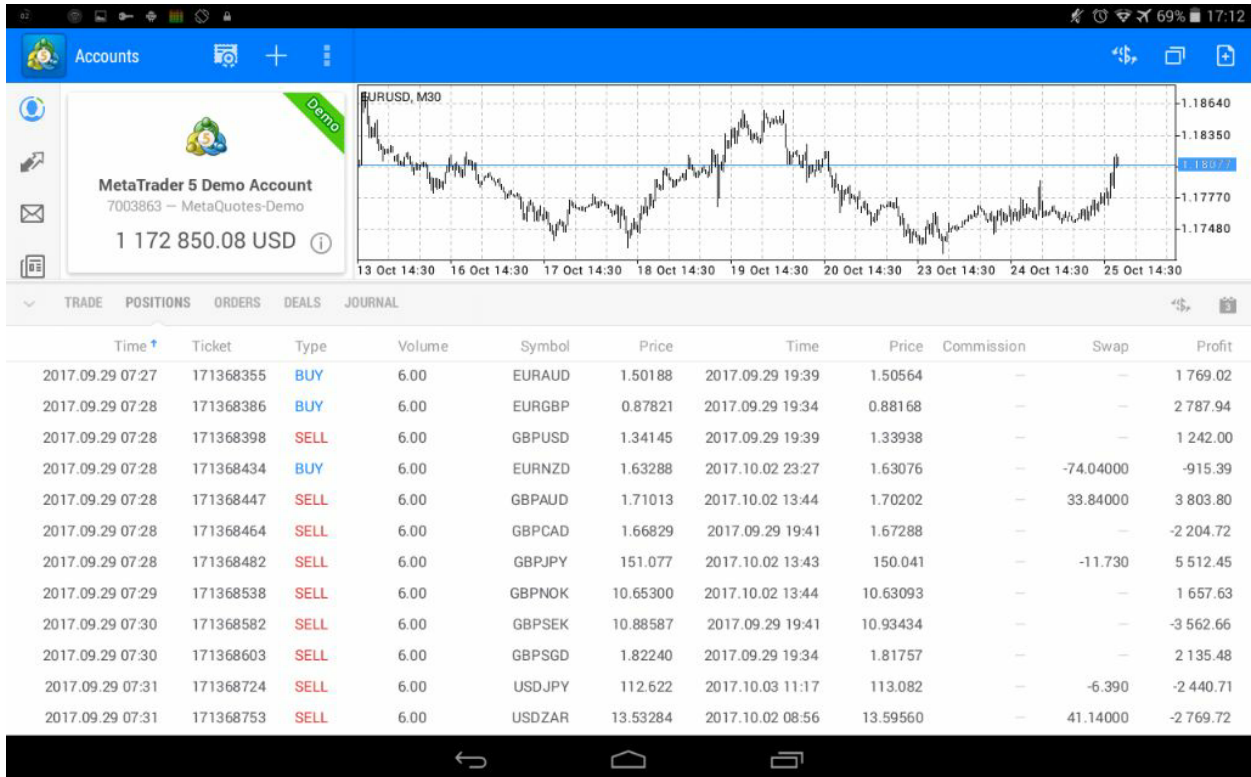 69% 17:12
Accounts
Demo
MetaTrader 5 Demo Account
7003863 — MetaQuotes-Demo
1 172 850.08 USD
EURUSD, M30
1.18640
1.18350
1.18077
1.17770
1.17480
13 Oct 14:30 16 Oct 14:30 17 Oct 14:30 18 Oct 14:30 19 Oct 14:30 20 Oct 14:30 23 Oct 14:30 24 Oct 14:30 25 Oct 14:30
TRADE POSITIONS ORDERS DEALS JOURNAL
Time Ticket Type Volume Symbol Price Time Price Commission Swap Profit
2017.09.29 07:27 171368355 BUY 6.00 EURAUD 1.50188 2017.09.29 19:39 1.50564 — — 1 769.02
2017.09.29 07:28 171368386 BUY 6.00 EURGBP 0.87821 2017.09.29 19:34 0.88168 — — 2 787.94
2017.09.29 07:28 171368398 SELL 6.00 GBPUSD 1.34145 2017.09.29 19:39 1.33938 — — 1 242.00
2017.09.29 07:28 171368434 BUY 6.00 EURNZD 1.63288 2017.10.02 23:27 1.63076 — -74.04000 -915.39
2017.09.29 07:28 171368447 SELL 6.00 GBPAUD 1.71013 2017.10.02 13:44 1.70202 — 33.84000 3 803.80
2017.09.29 07:28 171368464 SELL 6.00 GBPCAD 1.66829 2017.09.29 19:41 1.67288 — — -2 204.72
2017.09.29 07:28 171368482 SELL 6.00 GBPJPY 151.077 2017.10.02 13:43 150.041 — -11.730 5 512.45
2017.09.29 07:29 171368538 SELL 6.00 GBPNOK 10.65300 2017.10.02 13:44 10.63093 — — 1 657.63
2017.09.29 07:30 171368582 SELL 6.00 GBPSEK 10.88587 2017.09.29 19:41 10.93434 — — -3 562.66
2017.09.29 07:30 171368603 SELL 6.00 GBPSGD 1.82240 2017.09.29 19:34 1.81757 — — 2 135.48
2017.09.29 07:31 171368724 SELL 6.00 USDJPY 112.622 2017.10.03 11:17 113.082 — -6.390 -2 440.71
2017.09.29 07:31 171368753 SELL 6.00 USDZAR 13.53284 2017.10.02 08:56 13.59560 — 41.14000 -2 769.72